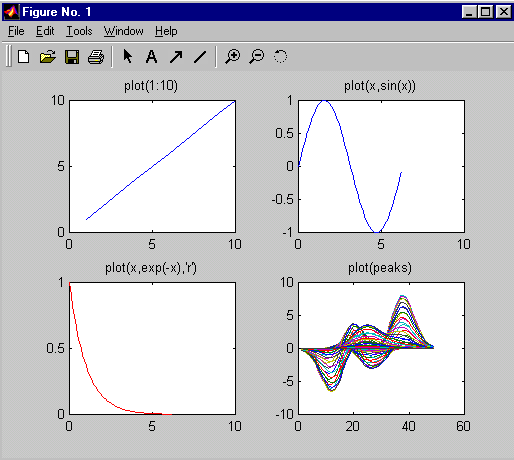 Figure No. 1
File Edit Tools Window Help
A
plot(1:10)
10
5
0
0 5 10
plot(x,sin(x))
1
0.5
0
-0.5
-1
0 5 10
plot(x,exp(-x),'r')
1
0.5
0
0 5 10
plot(peaks)
10
5
0
-5
-10
0 20 40 60